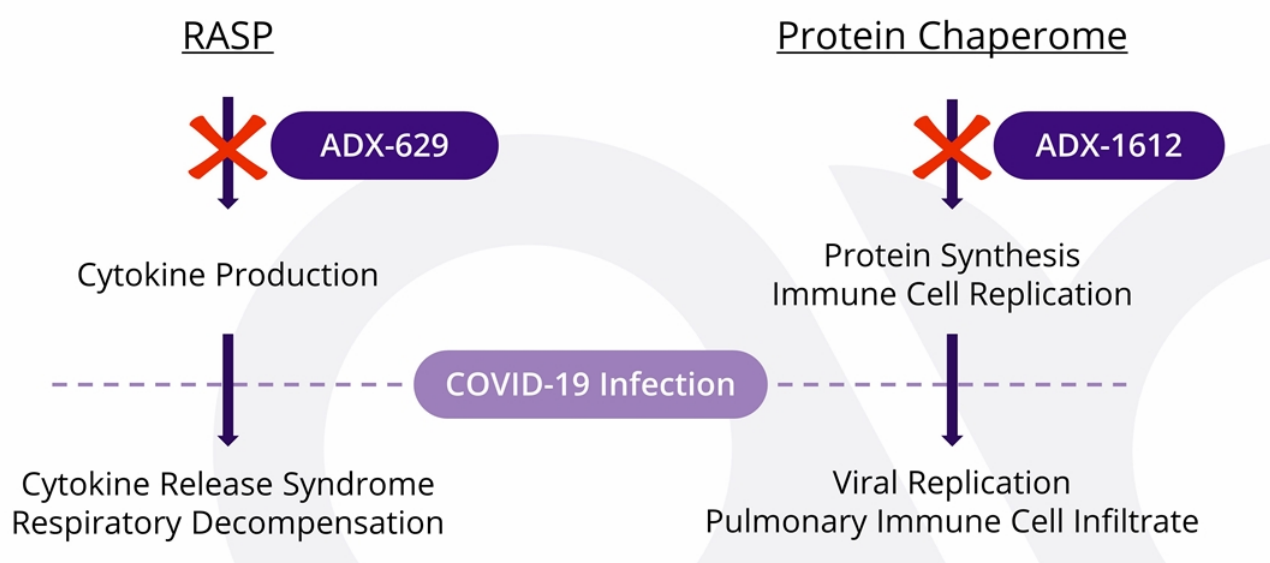 RASP
ADX-629
Cytokine Production
Cytokine Release Syndrome
Respiratory Decompensation
COVID-19 Infection
Protein Chaperome
ADX-1612
Protein Synthesis
Immune Cell Replication
Viral Replication
Pulmonary Immune Cell Infiltrate